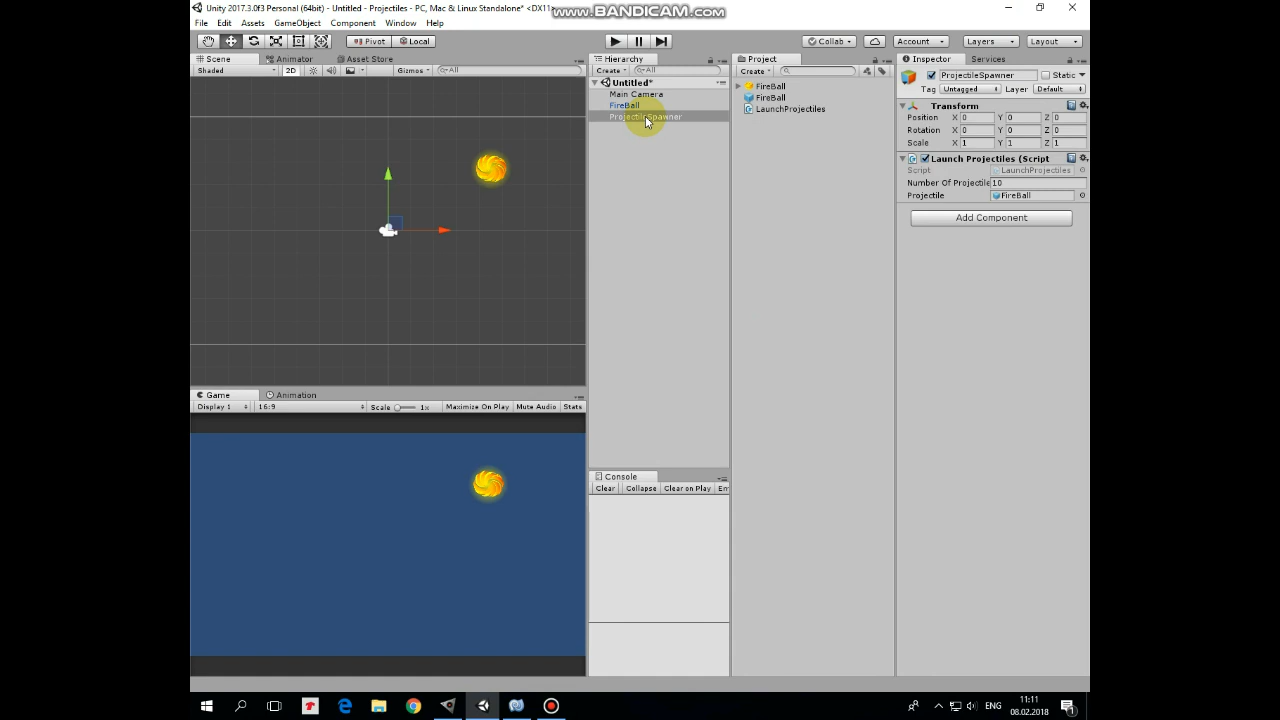 Unity 2017.3.0f3 Personal (64bit) - Untitled - Projectiles - PC, Mac & Linux Standalone* <DX11>
www.BANDICAM.com
File Edit Assets GameObject Component Window Help
Pivot Local
Collab Account Layers Layout
Scene Animator Asset Store
Shaded 2D Gizmos All
Hierarchy
Create All
Untitled*
Main Camera
FireBall
ProjectileSpawner
Project
Create
FireBall
FireBall
LaunchProjectiles
Inspector Services
ProjectileSpawner Static
Tag Untagged Layer Default
Transform
Position X 0 Y 0 Z 0
Rotation X 0 Y 0 Z 0
Scale X 1 Y 1 Z 1
Launch Projectiles (Script
Script LaunchProjectiles
Number Of Projectile 10
Projectile FireBall
Add Component
Game Animation
Display 1 16:9 Scale 1x Maximize On Play Mute Audio Stats
Console
Clear Collapse Clear on Play Er
ENG
11:11
08.02.2018
1